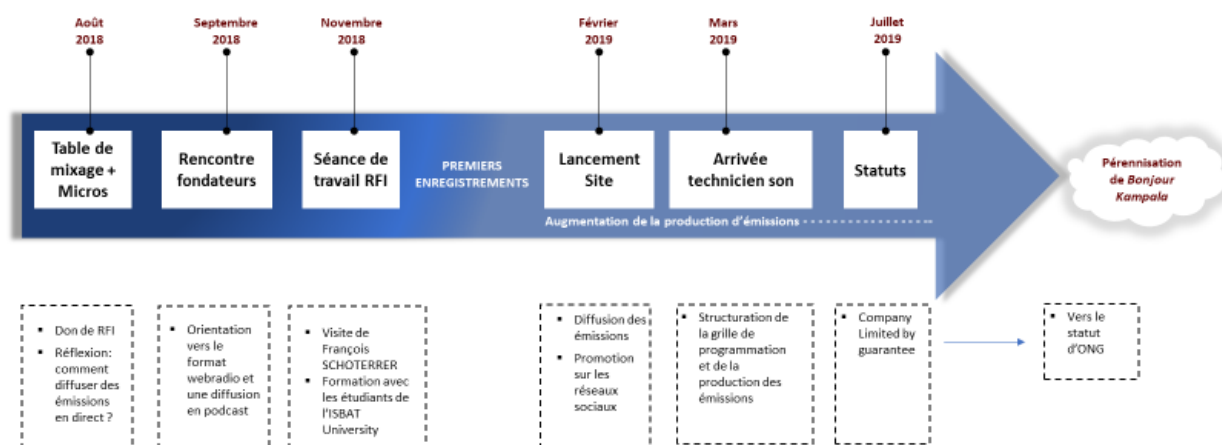 Août
2018
Septembre
2018
Novembre
2018
Février
2019
Mars
2019
Juillet
2019
Table de
mixage +
Micros
Rencontre
fondateurs
Séance de
travail RFI
PREMIERS
ENREGISTREMENTS
Lancement
Site
Arrivée
technicien son
Statuts
Augmentation de la production d'émissions
Pérennisation
de Bonjour
Kampala
▪ Don de RFI
▪ Réflexion:
comment
diffuser des
émissions
en direct ?
▪ Orientation
vers le
format
webradio et
une diffusion
en podcast
▪ Visite de
François
SCHOTERRER
▪ Formation avec
les étudiants de
l'ISBAT
University
▪ Diffusion des
émissions
▪ Promotion
sur les
réseaux
sociaux
▪ Structuration de
la grille de
programmation
et de la
production des
émissions
▪ Company
Limited by
guarantee
▪ Vers le
statut
d'ONG